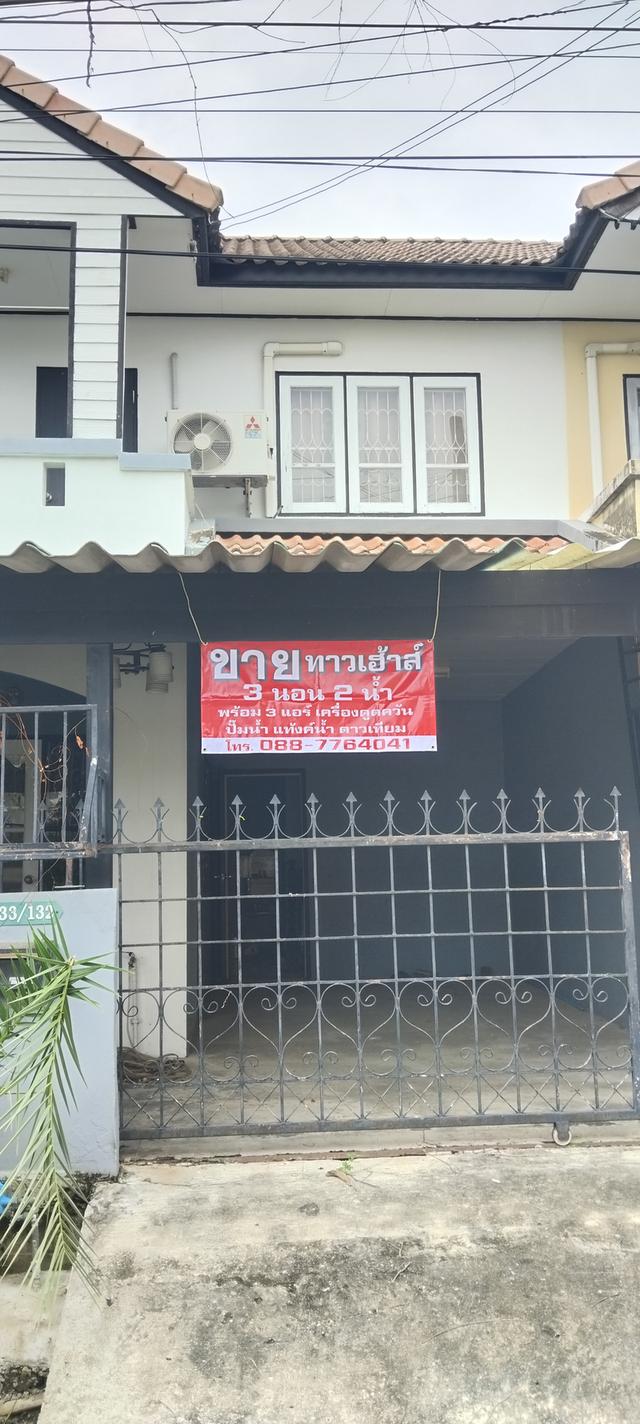 ขาย ทาวเฮ้าส์
3 นอน 2 น้ำ
พร้อม 3 แอร์ เครื่องดูดควัน
ปั๊มน้ำ แท้งค์น้ำ ดาวเทียม
โทร. 088-7764041
33/132